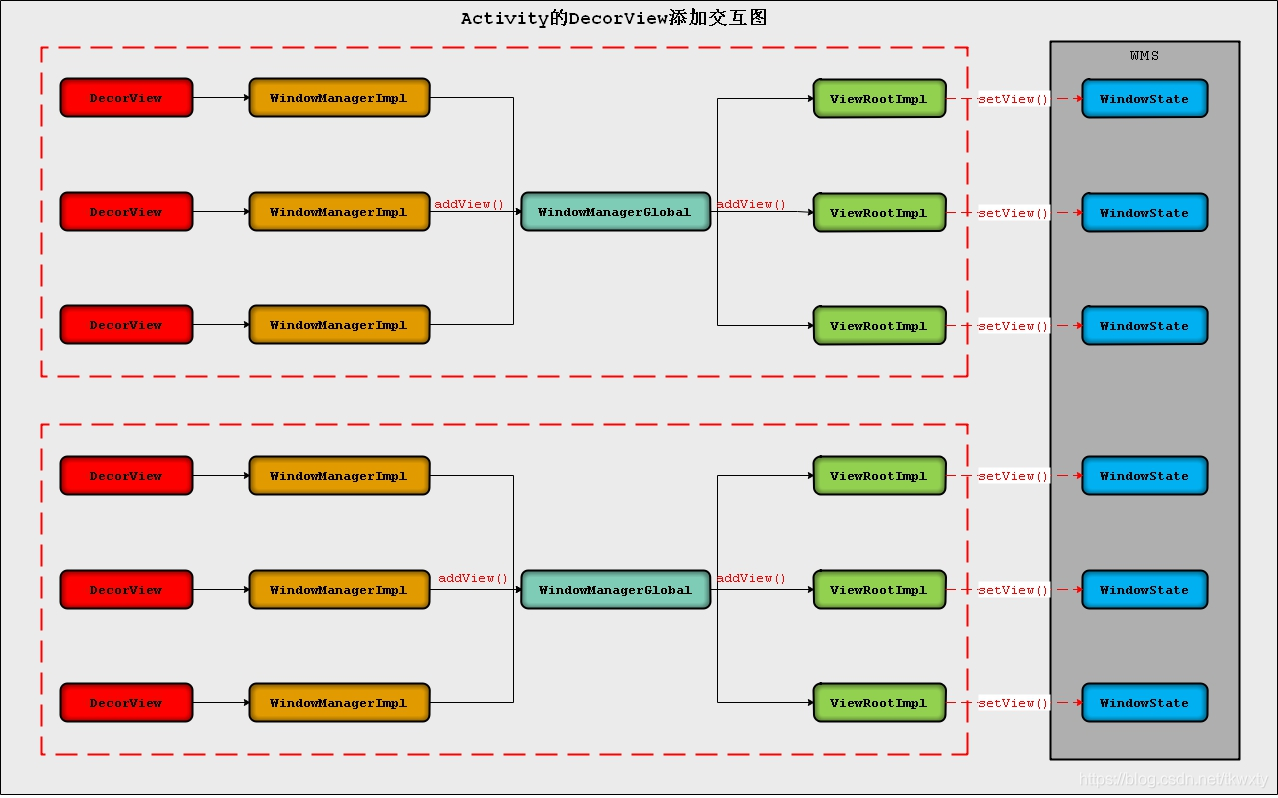 Activity的DecorView添加交互图
WMS
DecorView
WindowManagerImpl
ViewRootImpl
setView()
WindowState
DecorView
WindowManagerImpl
addView()
WindowManagerGlobal
addView()
ViewRootImpl
setView()
WindowState
DecorView
WindowManagerImpl
ViewRootImpl
setView()
WindowState
DecorView
WindowManagerImpl
ViewRootImpl
setView()
WindowState
DecorView
WindowManagerImpl
addView()
WindowManagerGlobal
addView()
ViewRootImpl
setView()
WindowState
DecorView
WindowManagerImpl
ViewRootImpl
setView()
WindowState
https://blog.csdn.net/tkwxty